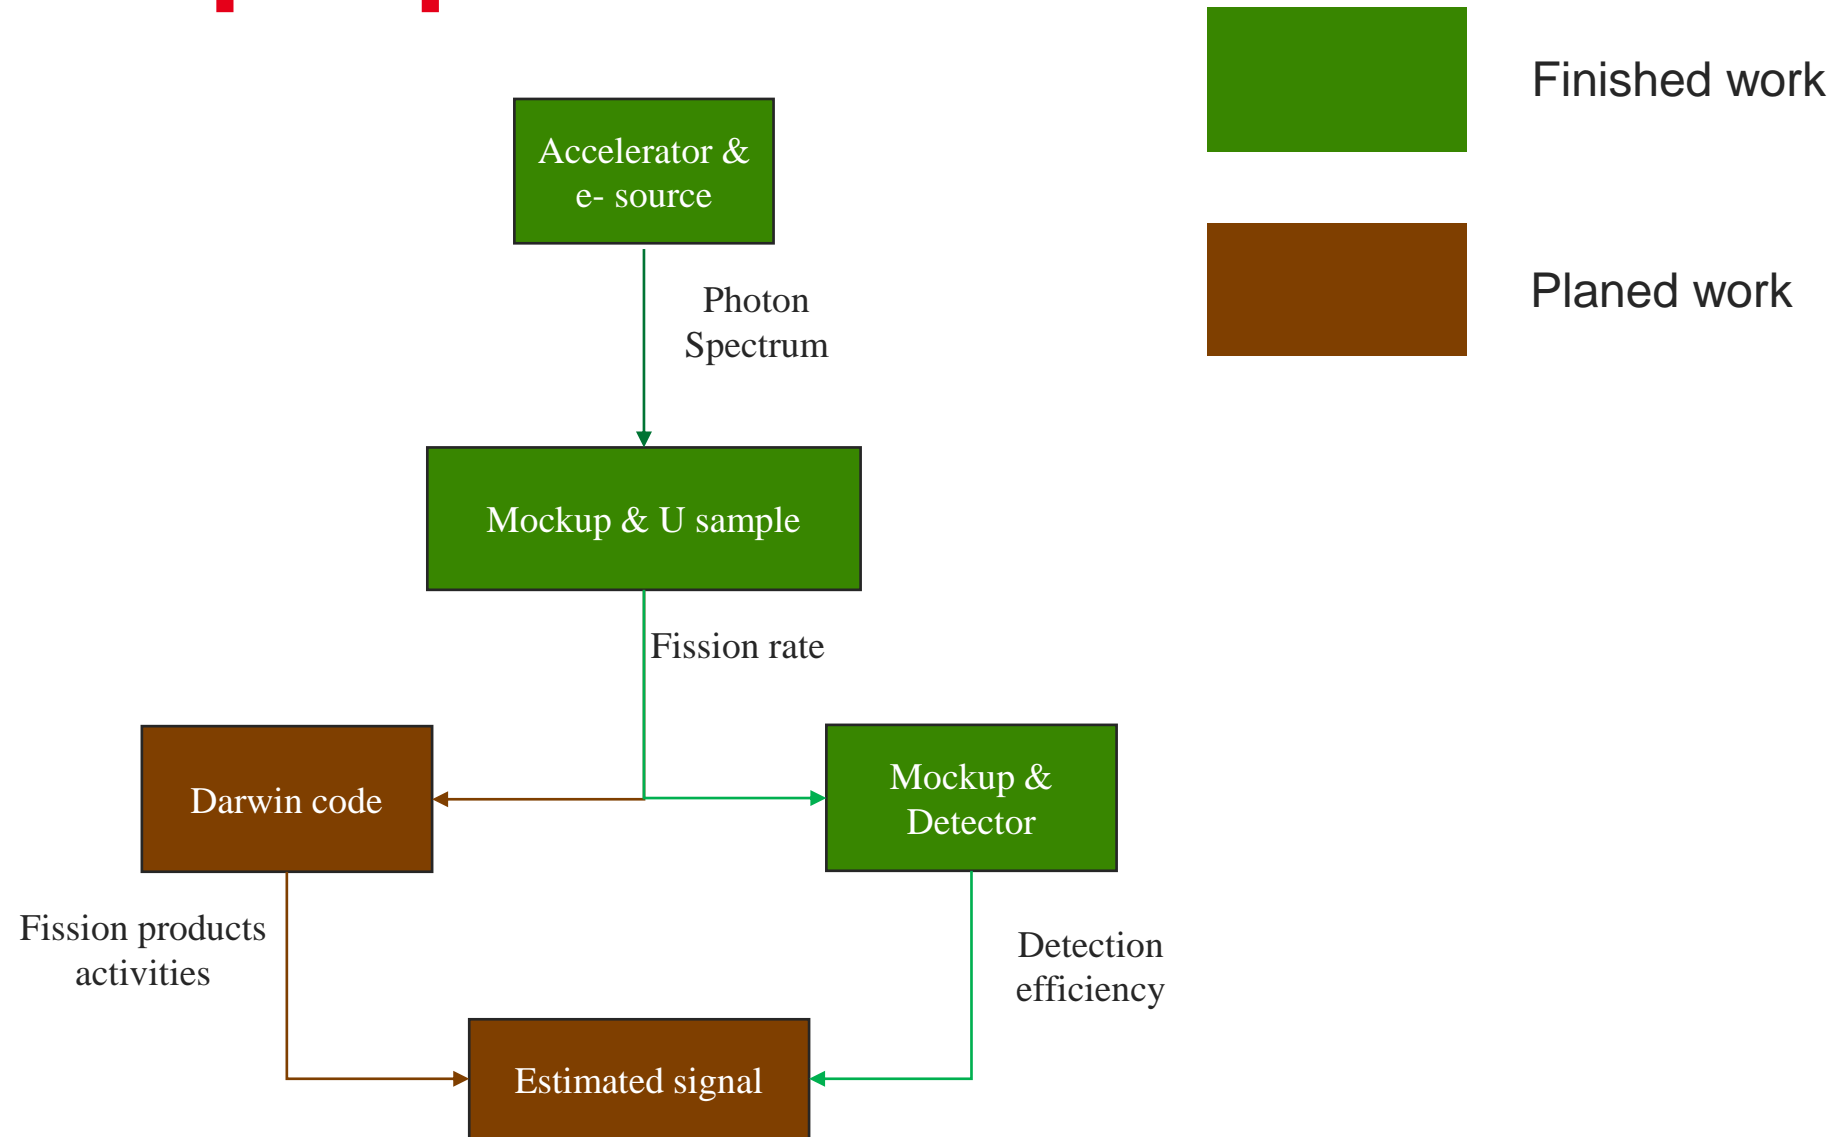 Finished work
Accelerator &
e- source
Planed work
Photon
Spectrum
Mockup & U sample
Fission rate
Darwin code
Mockup &
Detector
Fission products
activities
Detection
efficiency
Estimated signal